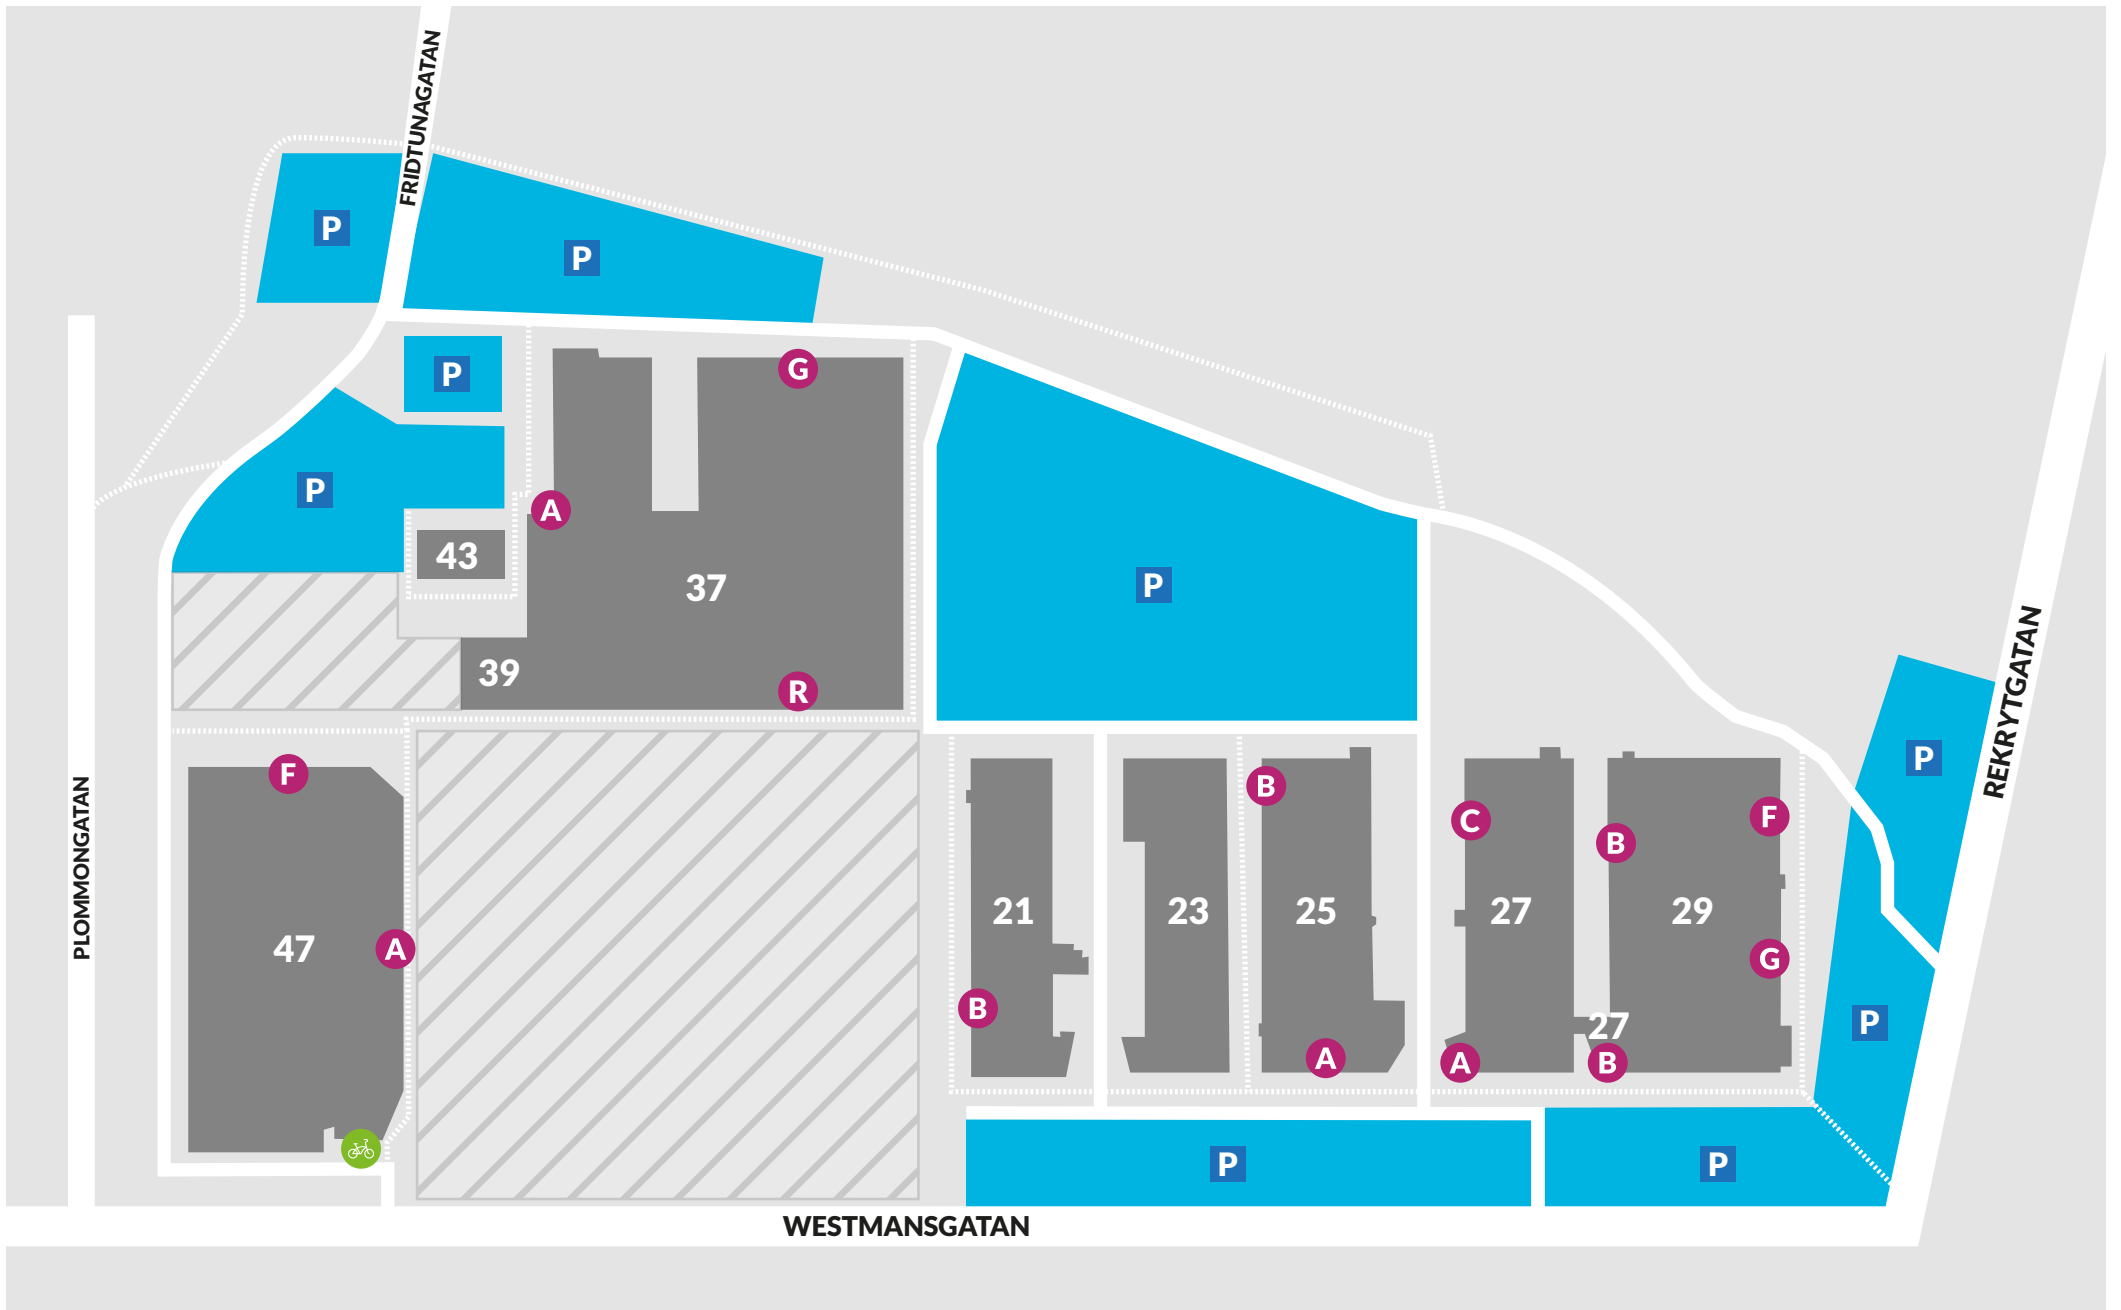 FRIDTUNAGATAN
P
P
P
G
P
A
43
37
P
39
R
REKRYTGATAN
P
F
B
C
F
B
PLOMMONGATAN
47
A
21
23
25
27
29
G
B
P
27
A
A
B
P
P
WESTMANSGATAN